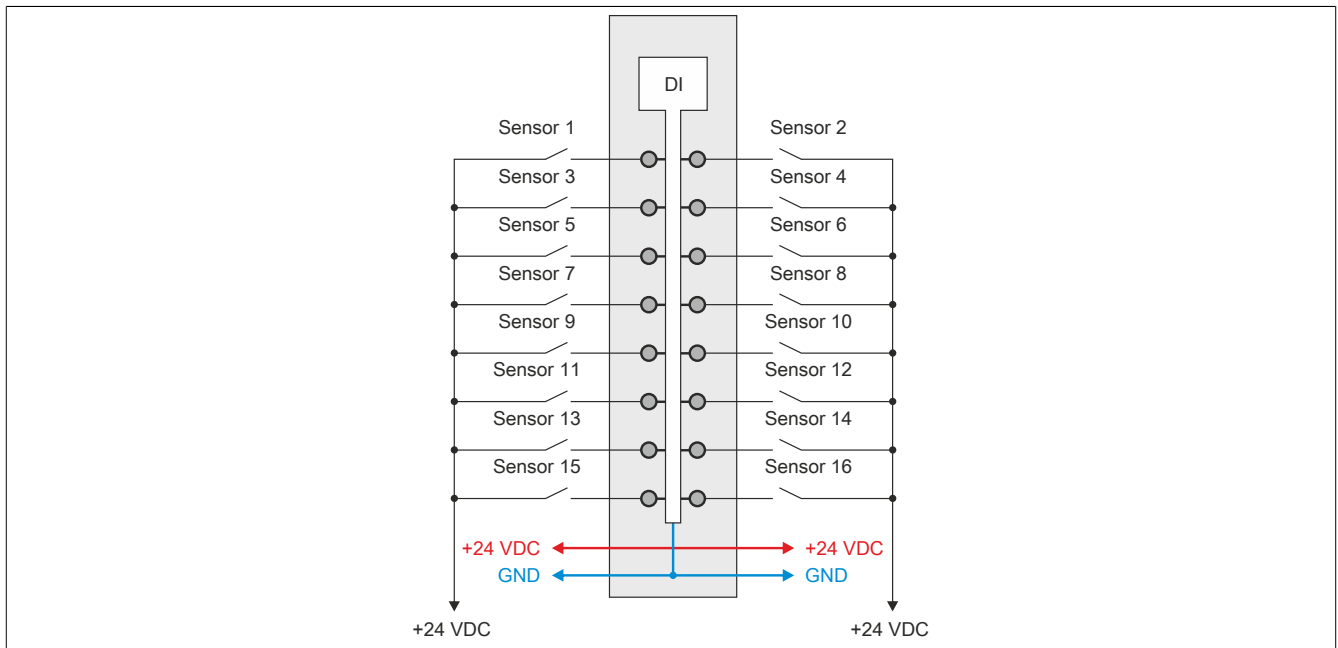 DI
Sensor 1 Sensor 2
Sensor 3 Sensor 4
Sensor 5 Sensor 6
Sensor 7 Sensor 8
Sensor 9 Sensor 10
Sensor 11 Sensor 12
Sensor 13 Sensor 14
Sensor 15 Sensor 16
+24 VDC +24 VDC
GND GND
+24 VDC +24 VDC